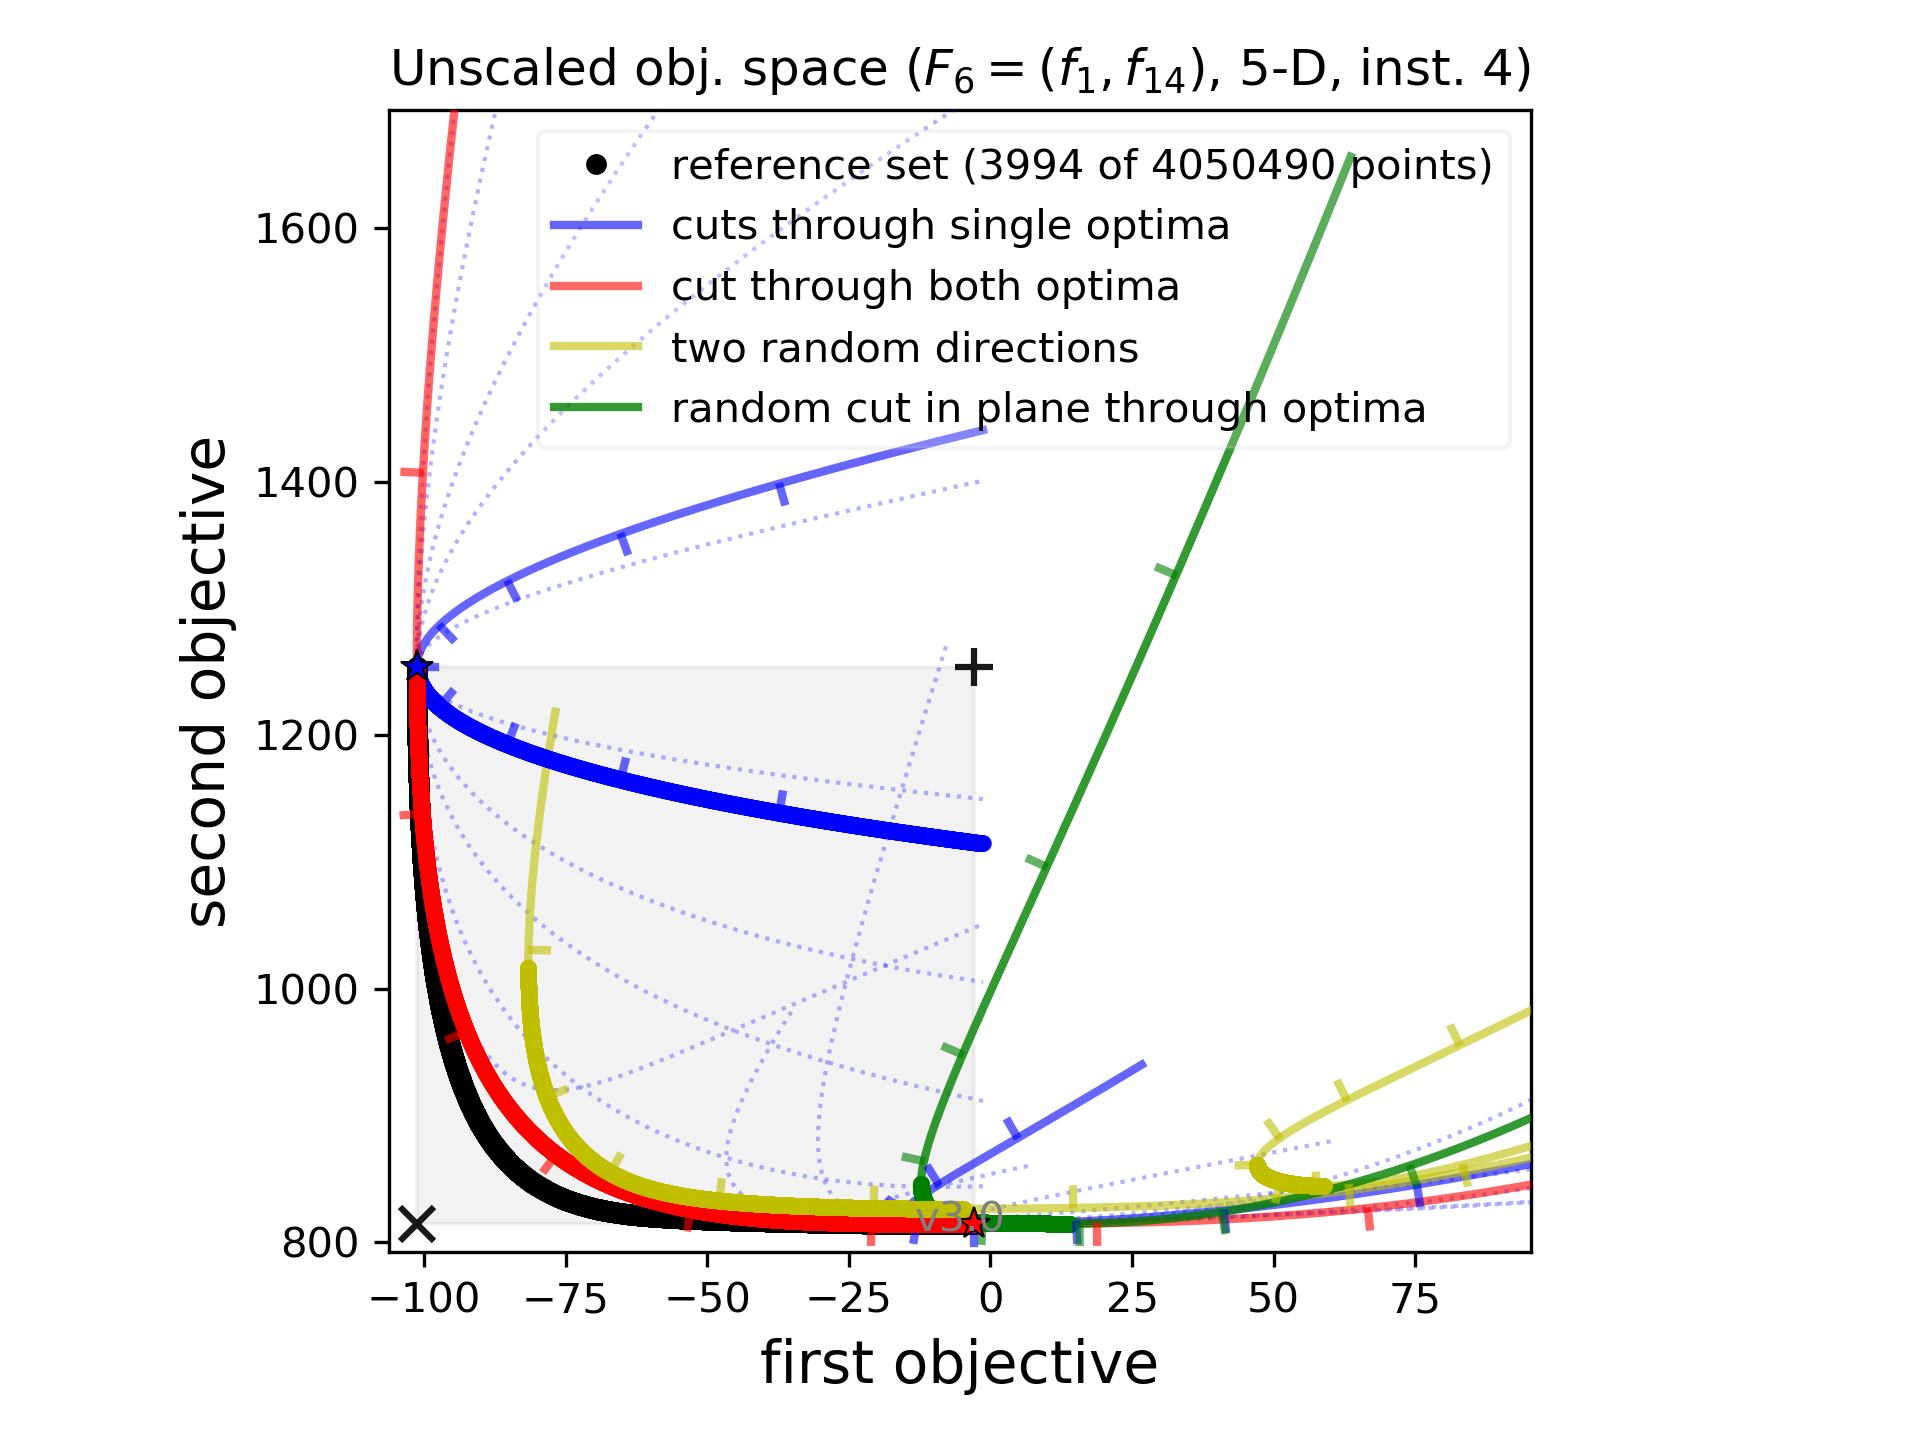 Unscaled obj. space (F₆ = (f₁, f₁₄), 5-D, inst. 4)
reference set (3994 of 4050490 points)
cuts through single optima
cut through both optima
two random directions
random cut in plane through optima
second objective
1600
1400
1200
1000
800
v3.0
−100 −75 −50 −25 0 25 50 75
first objective